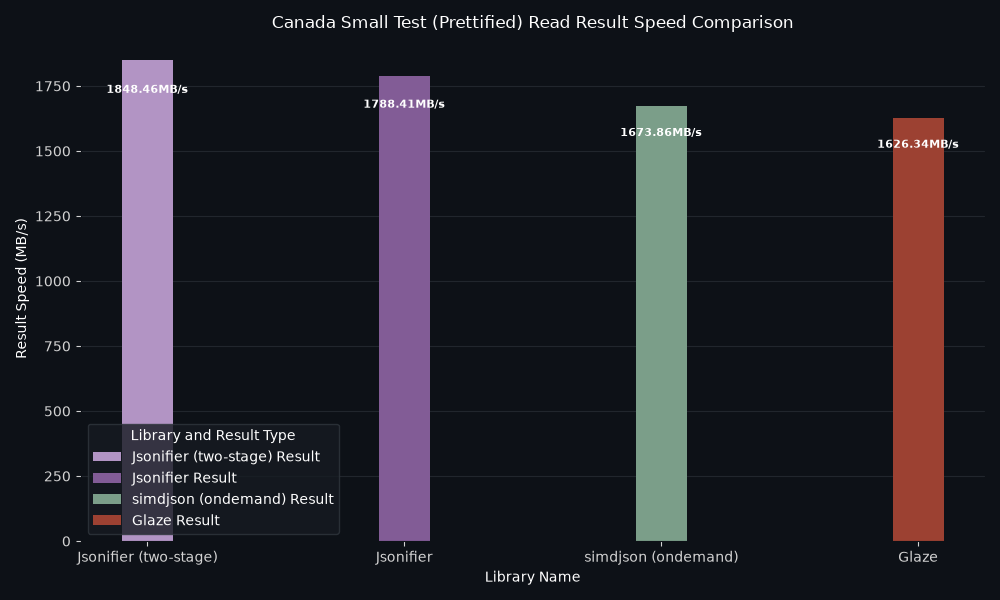 Canada Small Test (Prettified) Read Result Speed Comparison
Result Speed (MB/s)
1750
1500
1250
1000
750
500
250
0
1848.46MB/s
1788.41MB/s
1673.86MB/s
1626.34MB/s
Library and Result Type
Jsonifier (two-stage) Result
Jsonifier Result
simdjson (ondemand) Result
Glaze Result
Jsonifier (two-stage)
Jsonifier
simdjson (ondemand)
Glaze
Library Name